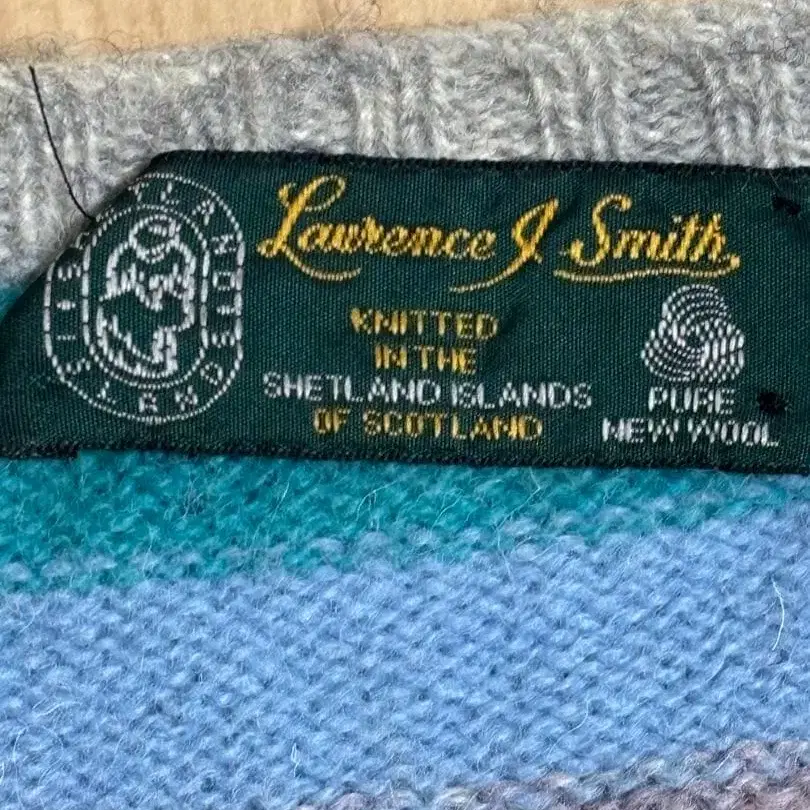 Lawrence J. Smith
KNITTED
IN THE
SHETLAND ISLANDS
OF SCOTLAND
PURE
NEW WOOL